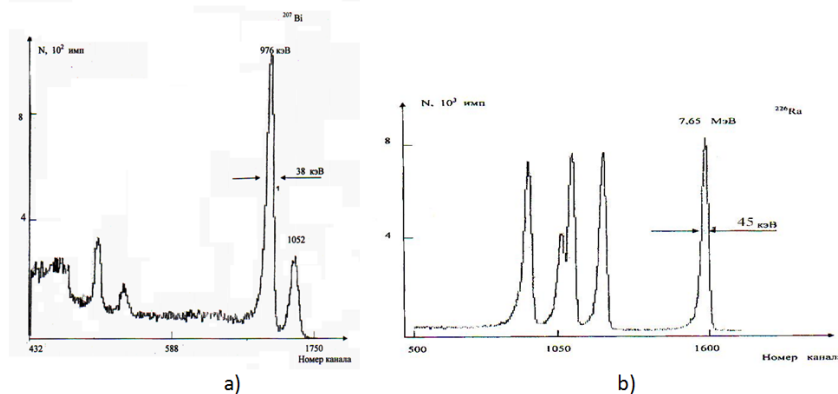 ²⁰⁷Bi
N, 10² имп
976 кэВ
8
38 кэВ
4
1052
432
588
1750
Номер канала
а)
N, 10³ имп
²²⁶Ra
7,65 МэВ
8
45 кэВ
4
500
1050
1600
Номер канала
b)